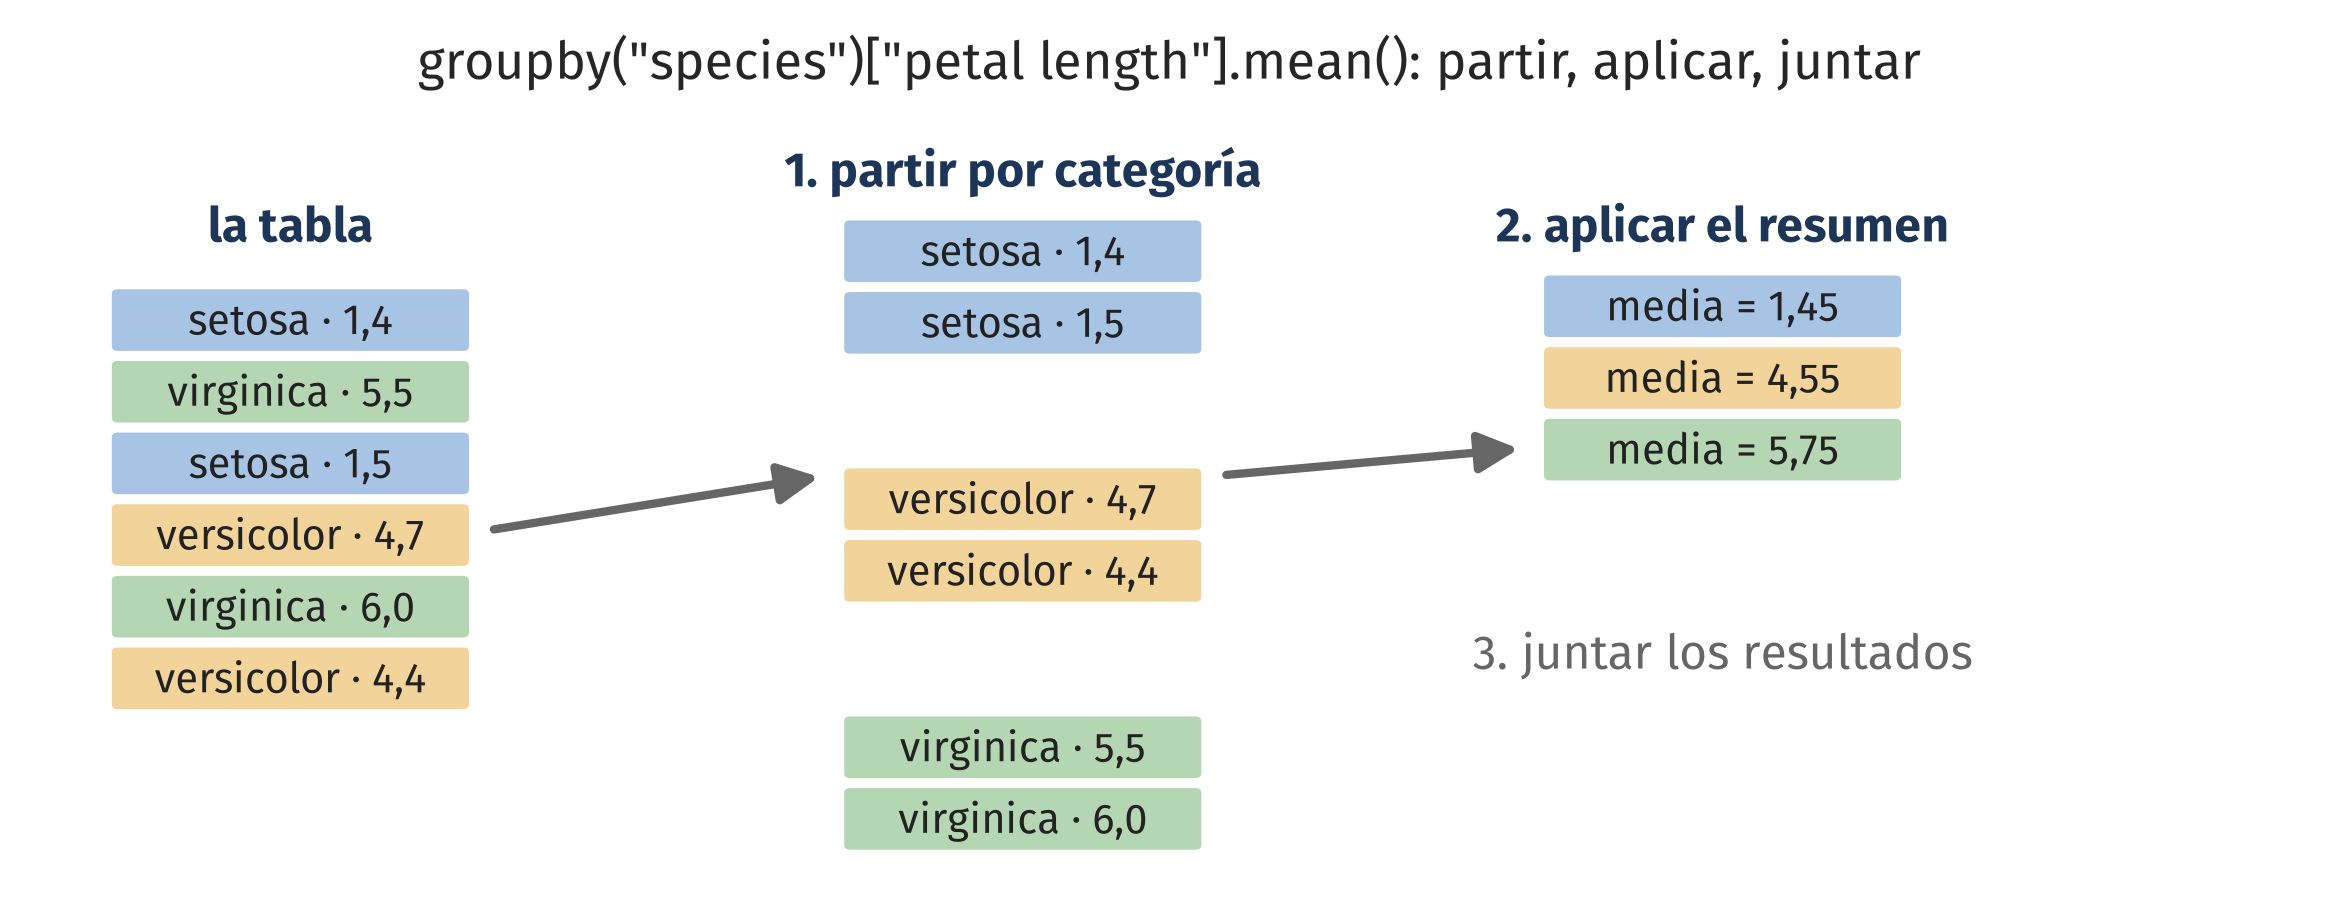 groupby("species")["petal length"].mean(): partir, aplicar, juntar
la tabla
setosa · 1,4
virginica · 5,5
setosa · 1,5
versicolor · 4,7
virginica · 6,0
versicolor · 4,4
1. partir por categoría
setosa · 1,4
setosa · 1,5
versicolor · 4,7
versicolor · 4,4
virginica · 5,5
virginica · 6,0
2. aplicar el resumen
media = 1,45
media = 4,55
media = 5,75
3. juntar los resultados